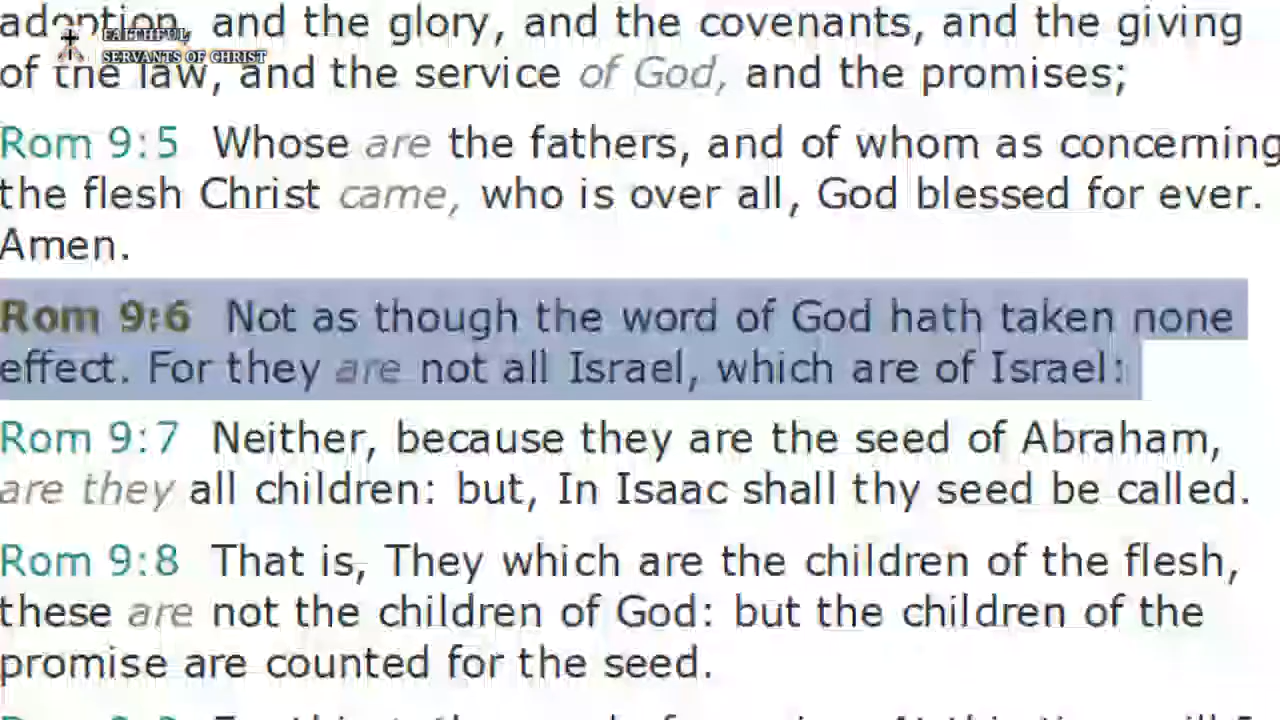 adoption, and the glory, and the covenants, and the giving
FAITHFUL
SERVANTS OF CHRIST
of the law, and the service of God, and the promises;
Rom 9:5 Whose are the fathers, and of whom as concerning
the flesh Christ came, who is over all, God blessed for ever.
Amen.
Rom 9:6 Not as though the word of God hath taken none
effect. For they are not all Israel, which are of Israel:
Rom 9:7 Neither, because they are the seed of Abraham,
are they all children: but, In Isaac shall thy seed be called.
Rom 9:8 That is, They which are the children of the flesh,
these are not the children of God: but the children of the
promise are counted for the seed.